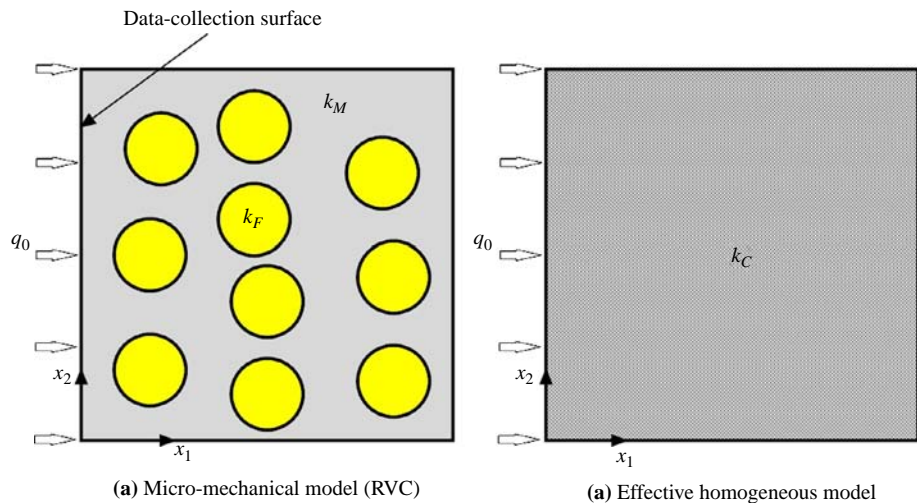 Data-collection surface
k_M
k_F
q_0
x_2
x_1
(a) Micro-mechanical model (RVC)
q_0
k_C
x_2
x_1
(a) Effective homogeneous model